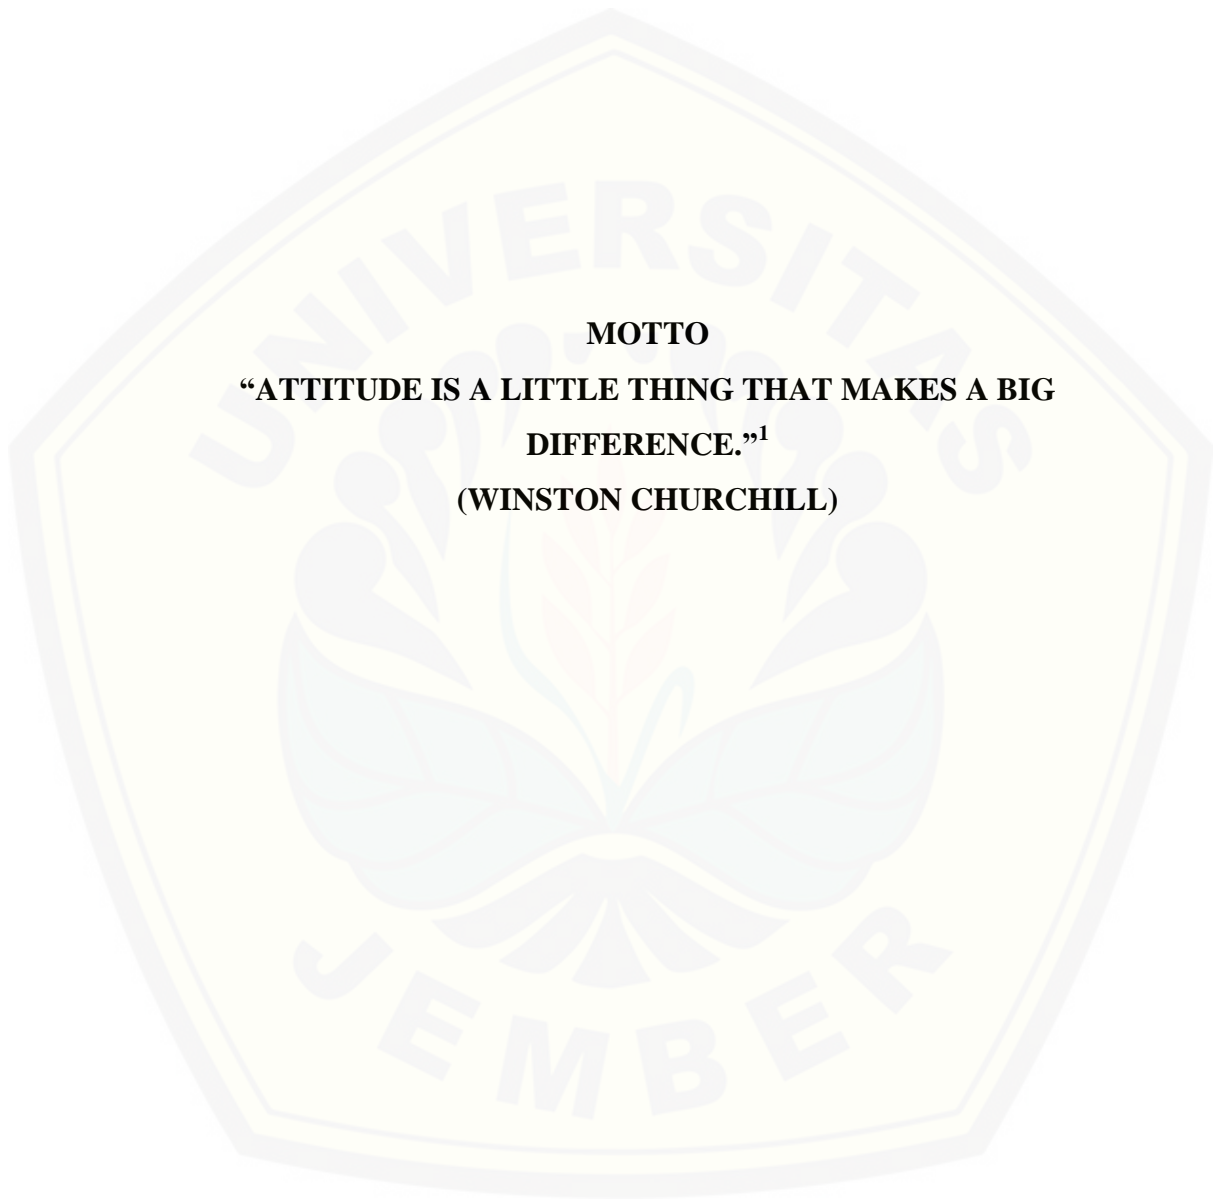 UNIVERSITAS
MOTTO
“ATTITUDE IS A LITTLE THING THAT MAKES A BIG
DIFFERENCE.”1
(WINSTON CHURCHILL)
JEMBER